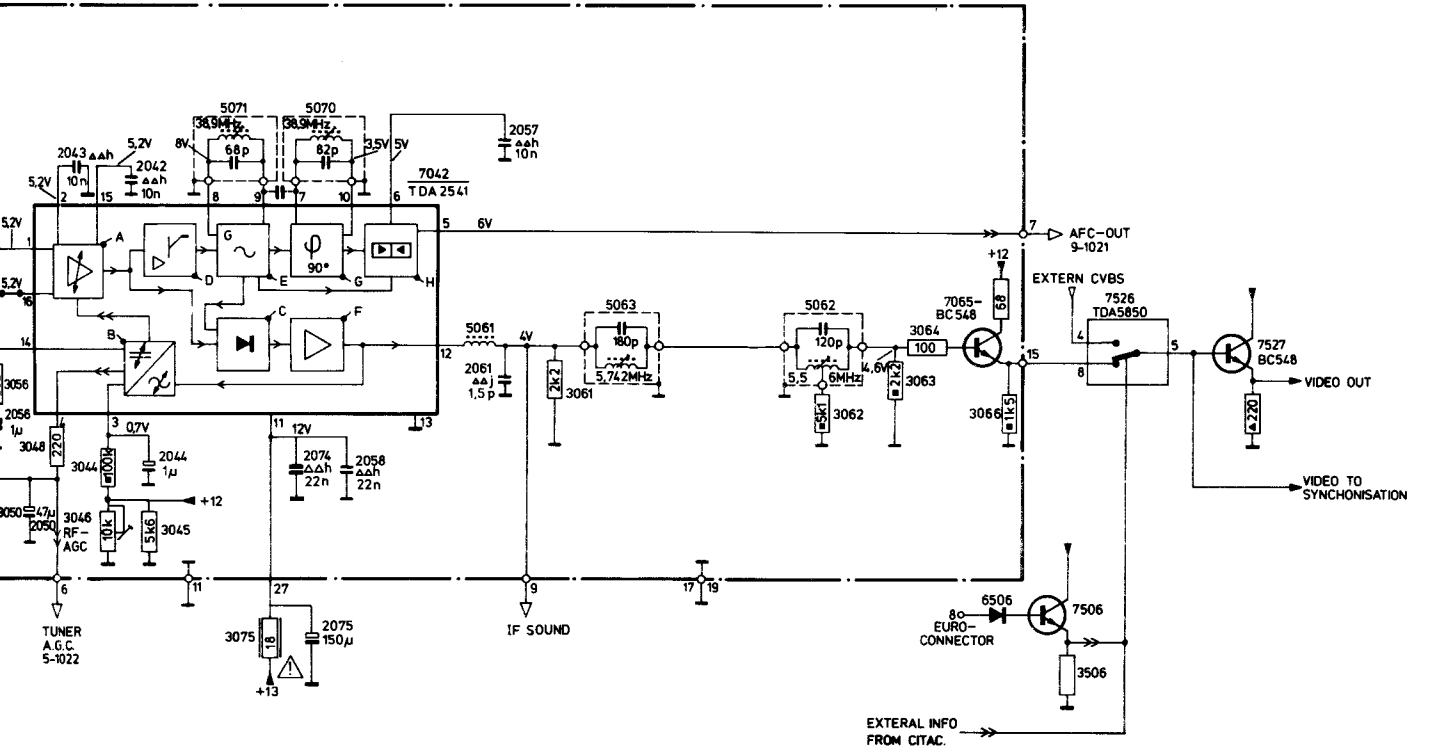 5071
38,9MHz
68p
8V
5070
38,9MHz
82p
3,5V
5V
2057
△△h
10n
2043 △△h
10n
5,2V
2042
△△h
10n
5,2V
7042
TDA 2541
2
15
8
9
7
10
6
5,2V
1
5,2V
16
14
A
D
G
E
φ
90°
G
H
B
C
F
5
6V
12
7
AFC-OUT
9-1021
+12
68
7065-
BC548
EXTERN CVBS
7526
TDA5850
4
8
5
7527
BC548
VIDEO OUT
▲220
VIDEO TO
SYNCHONISATION
5061
4V
2061
△△j
1,5p
2k2
3061
5063
180p
5,742MHz
5062
120p
5,5
6MHz
■5k1
3062
4,6V
■2k2
3063
3064
100
15
3066
■1k5
3056
2056
1µ
4
3048
220
3
0,7V
3044
■100k
2044
1µ
+12
3050
47µ
2050
3046
RF-
AGC
10k
5k6
3045
11
12V
2074
△△h
22n
2058
△△h
22n
13
6
11
27
9
17
19
TUNER
A.G.C.
5-1022
3075
18
2075
150µ
!
+13
IF SOUND
8
EURO-
CONNECTOR
6506
7506
3506
EXTERAL INFO
FROM CITAC.